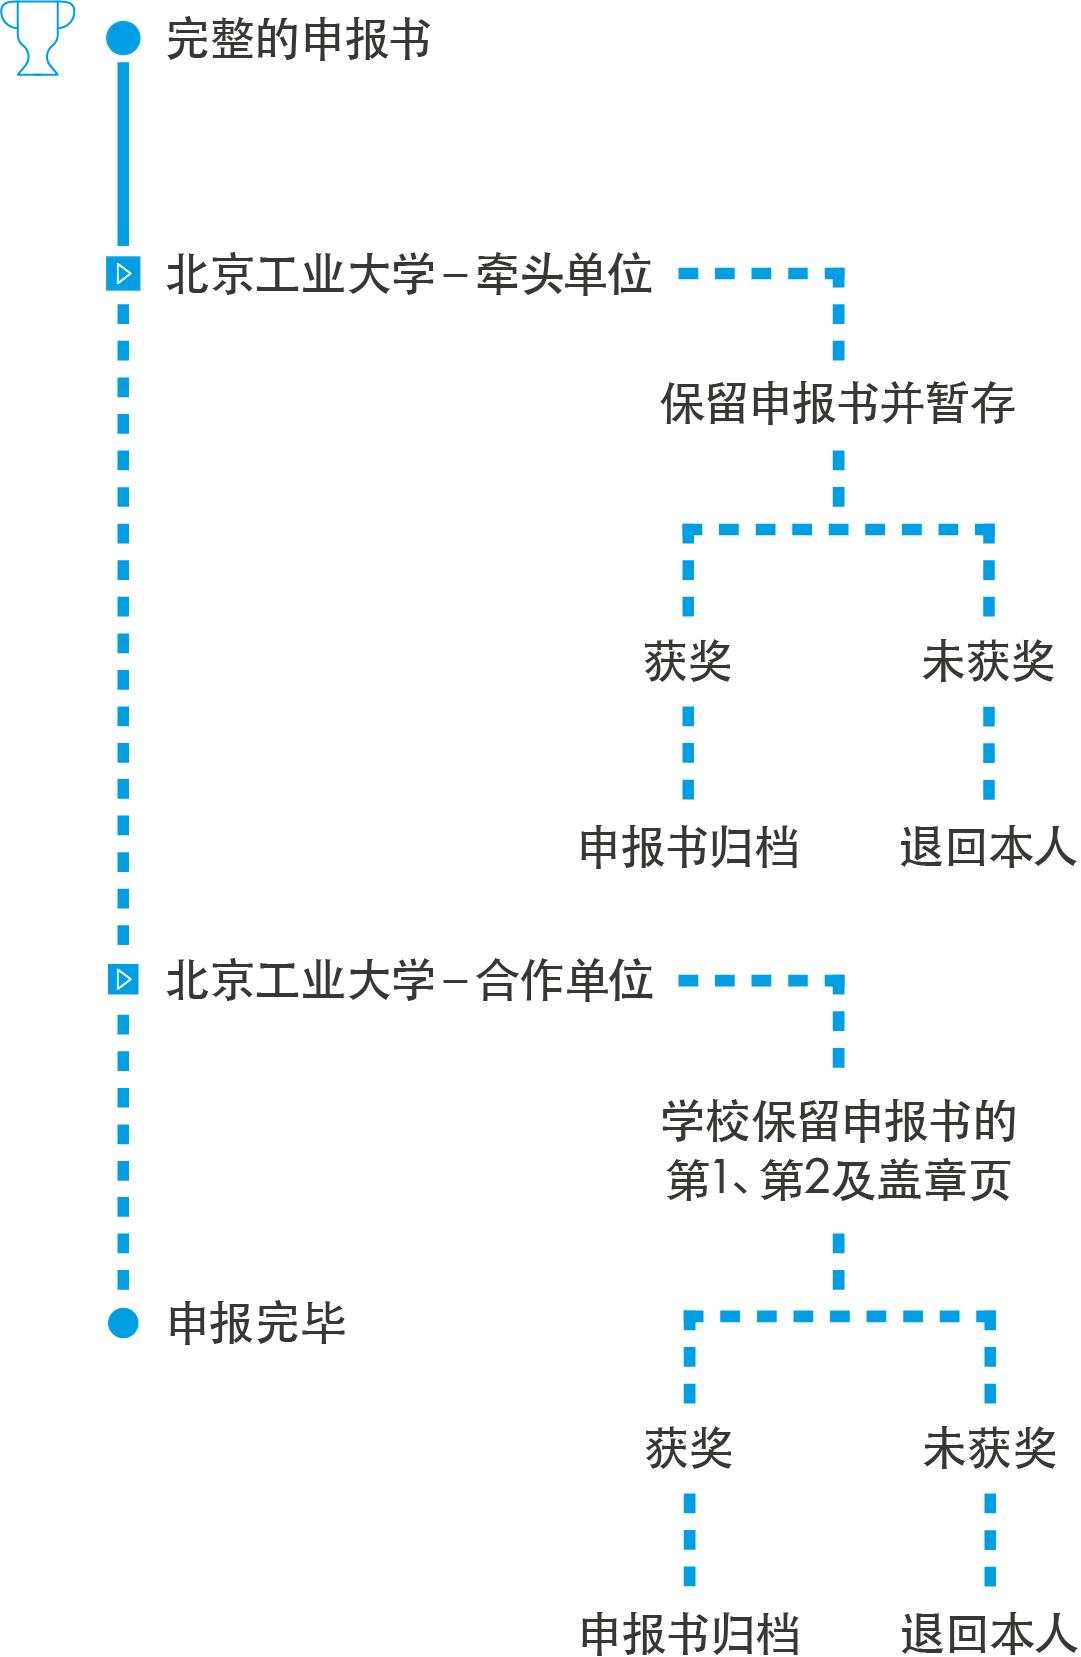 完整的申报书
北京工业大学–牵头单位
保留申报书并暂存
获奖
未获奖
申报书归档
退回本人
北京工业大学–合作单位
学校保留申报书的
第1、第2及盖章页
申报完毕
获奖
未获奖
申报书归档
退回本人